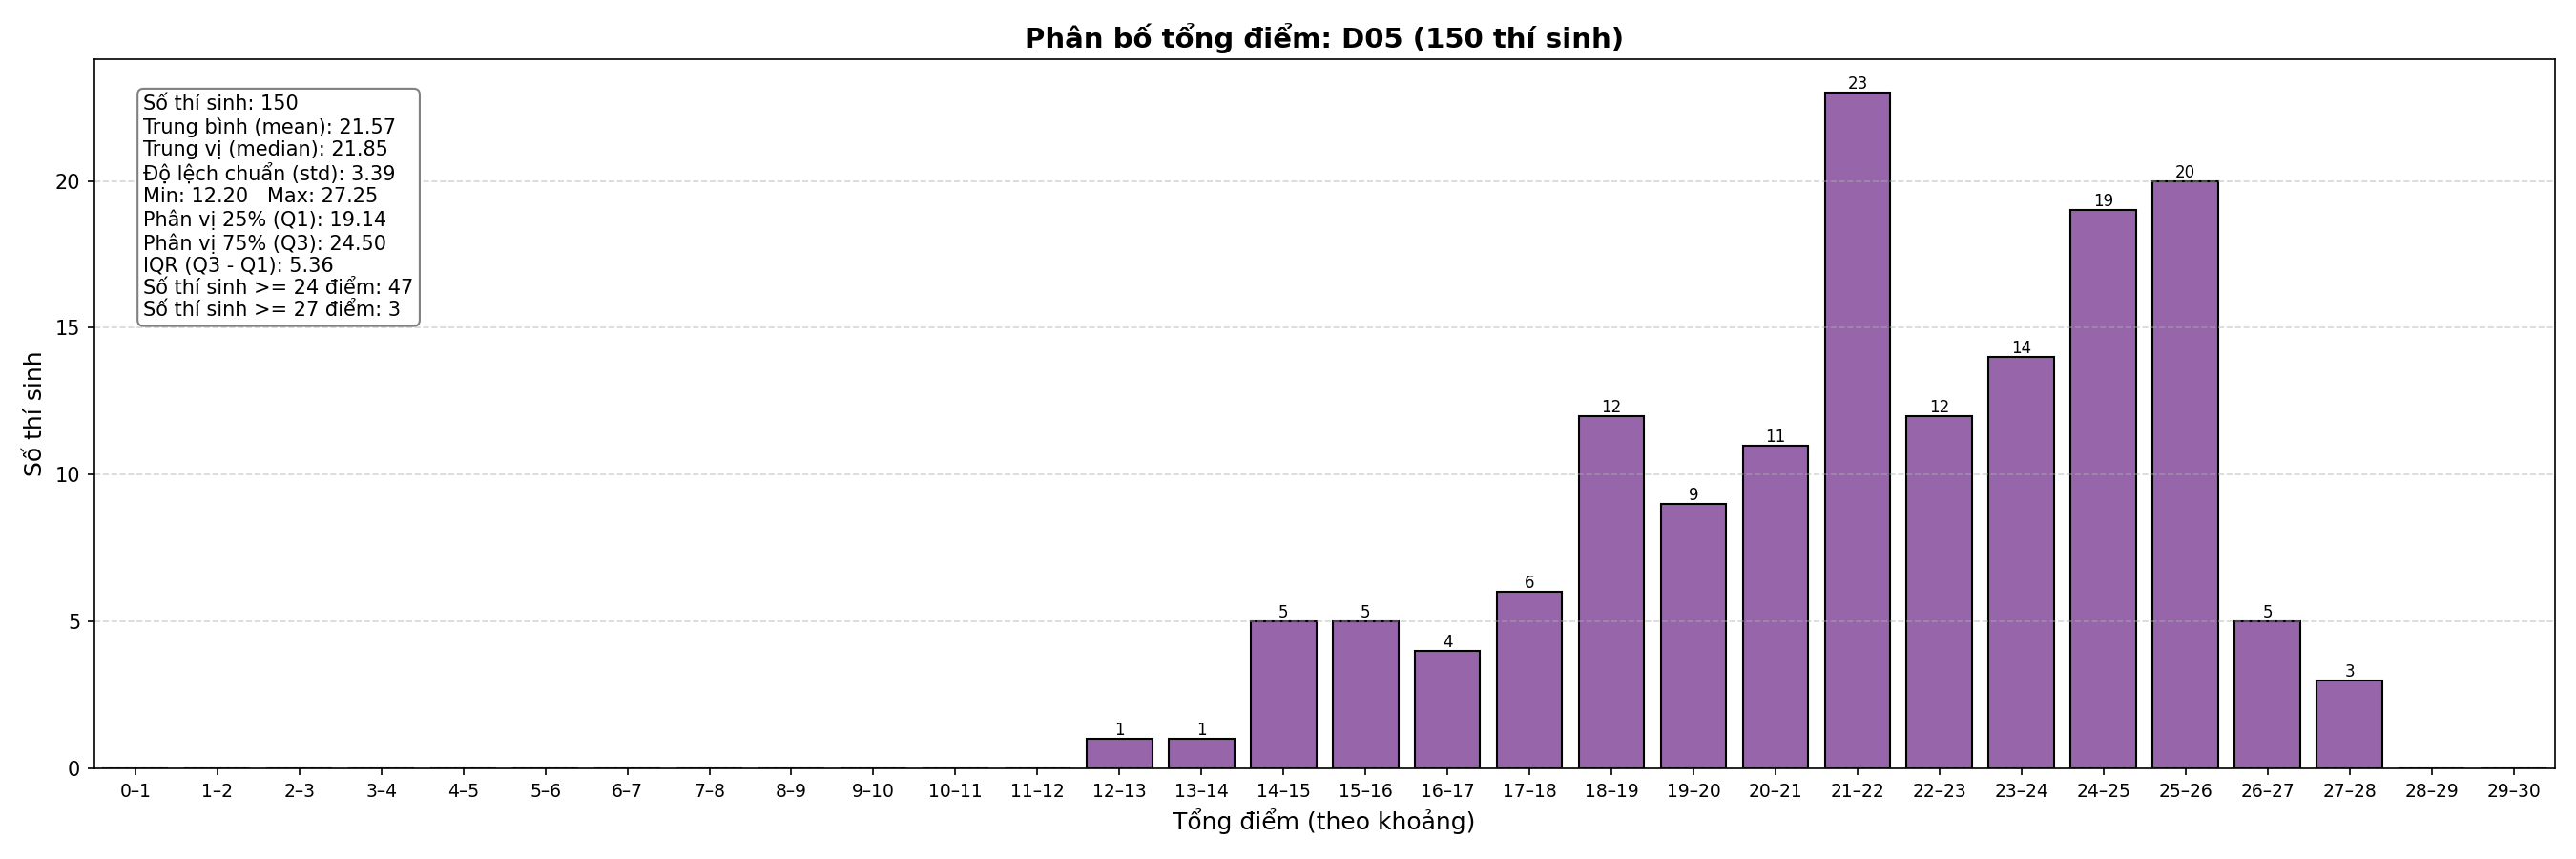 Phân bố tổng điểm: D05 (150 thí sinh)
Số thí sinh: 150
Trung bình (mean): 21.57
Trung vị (median): 21.85
Độ lệch chuẩn (std): 3.39
Min: 12.20   Max: 27.25
Phân vị 25% (Q1): 19.14
Phân vị 75% (Q3): 24.50
IQR (Q3 - Q1): 5.36
Số thí sinh >= 24 điểm: 47
Số thí sinh >= 27 điểm: 3
Số thí sinh
20
15
10
5
0
1
1
5
5
4
6
12
9
11
23
12
14
19
20
5
3
0–1 1–2 2–3 3–4 4–5 5–6 6–7 7–8 8–9 9–10 10–11 11–12 12–13 13–14 14–15 15–16 16–17 17–18 18–19 19–20 20–21 21–22 22–23 23–24 24–25 25–26 26–27 27–28 28–29 29–30
Tổng điểm (theo khoảng)